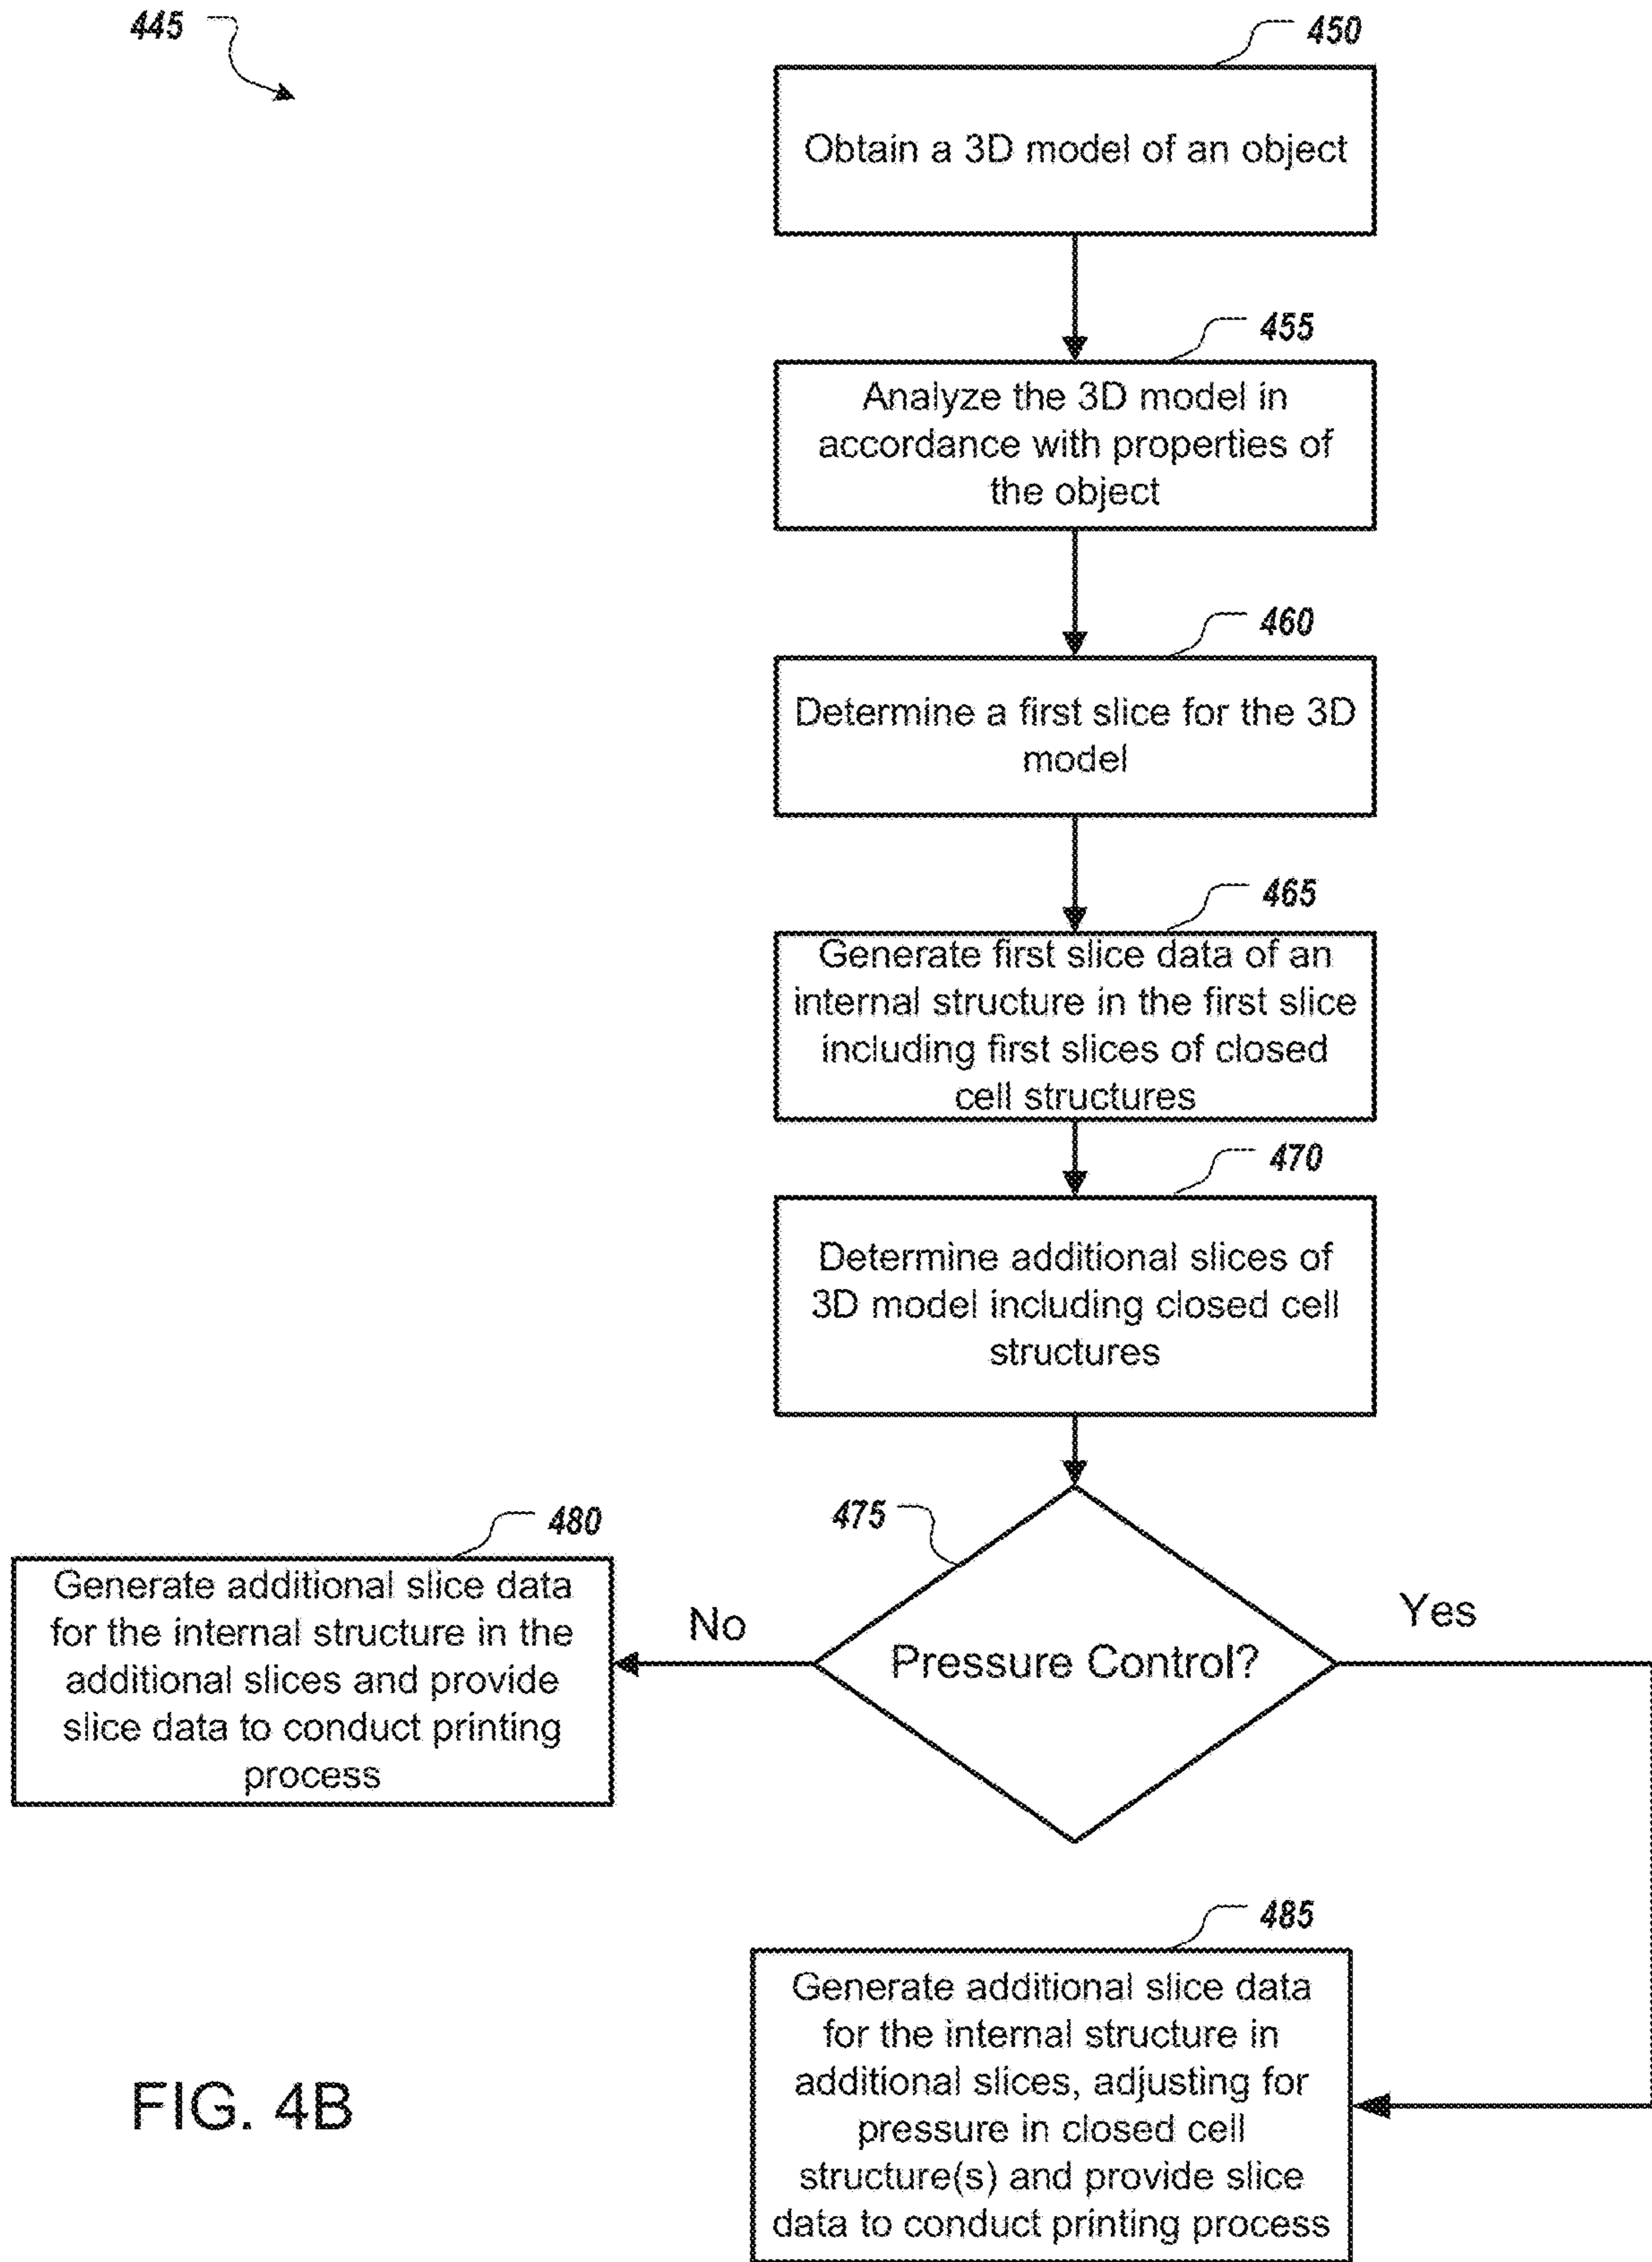 445
450
Obtain a 3D model of an object
455
Analyze the 3D model in
accordance with properties of
the object
460
Determine a first slice for the 3D
model
465
Generate first slice data of an
internal structure in the first slice
including first slices of closed
cell structures
470
Determine additional slices of
3D model including closed cell
structures
475
Pressure Control?
No
Yes
480
Generate additional slice data
for the internal structure in the
additional slices and provide
slice data to conduct printing
process
485
Generate additional slice data
for the internal structure in
additional slices, adjusting for
pressure in closed cell
structure(s) and provide slice
data to conduct printing process
FIG. 4B